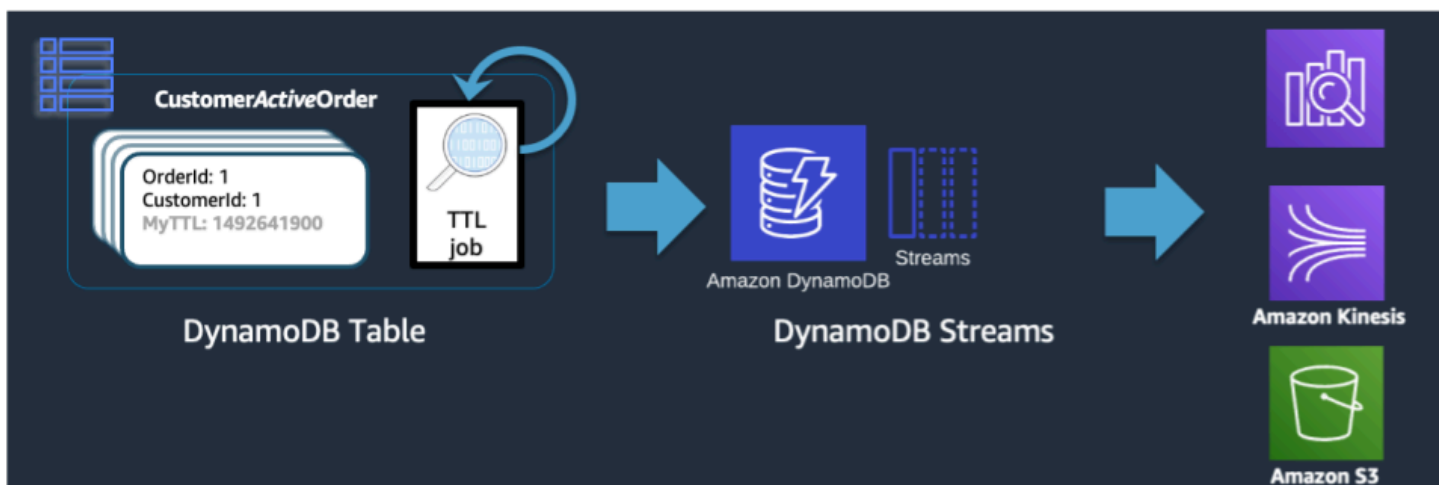 CustomerActiveOrder
OrderId: 1
CustomerId: 1
MyTTL: 1492641900
TTL
job
DynamoDB Table
Amazon DynamoDB
Streams
DynamoDB Streams
Amazon Kinesis
Amazon S3